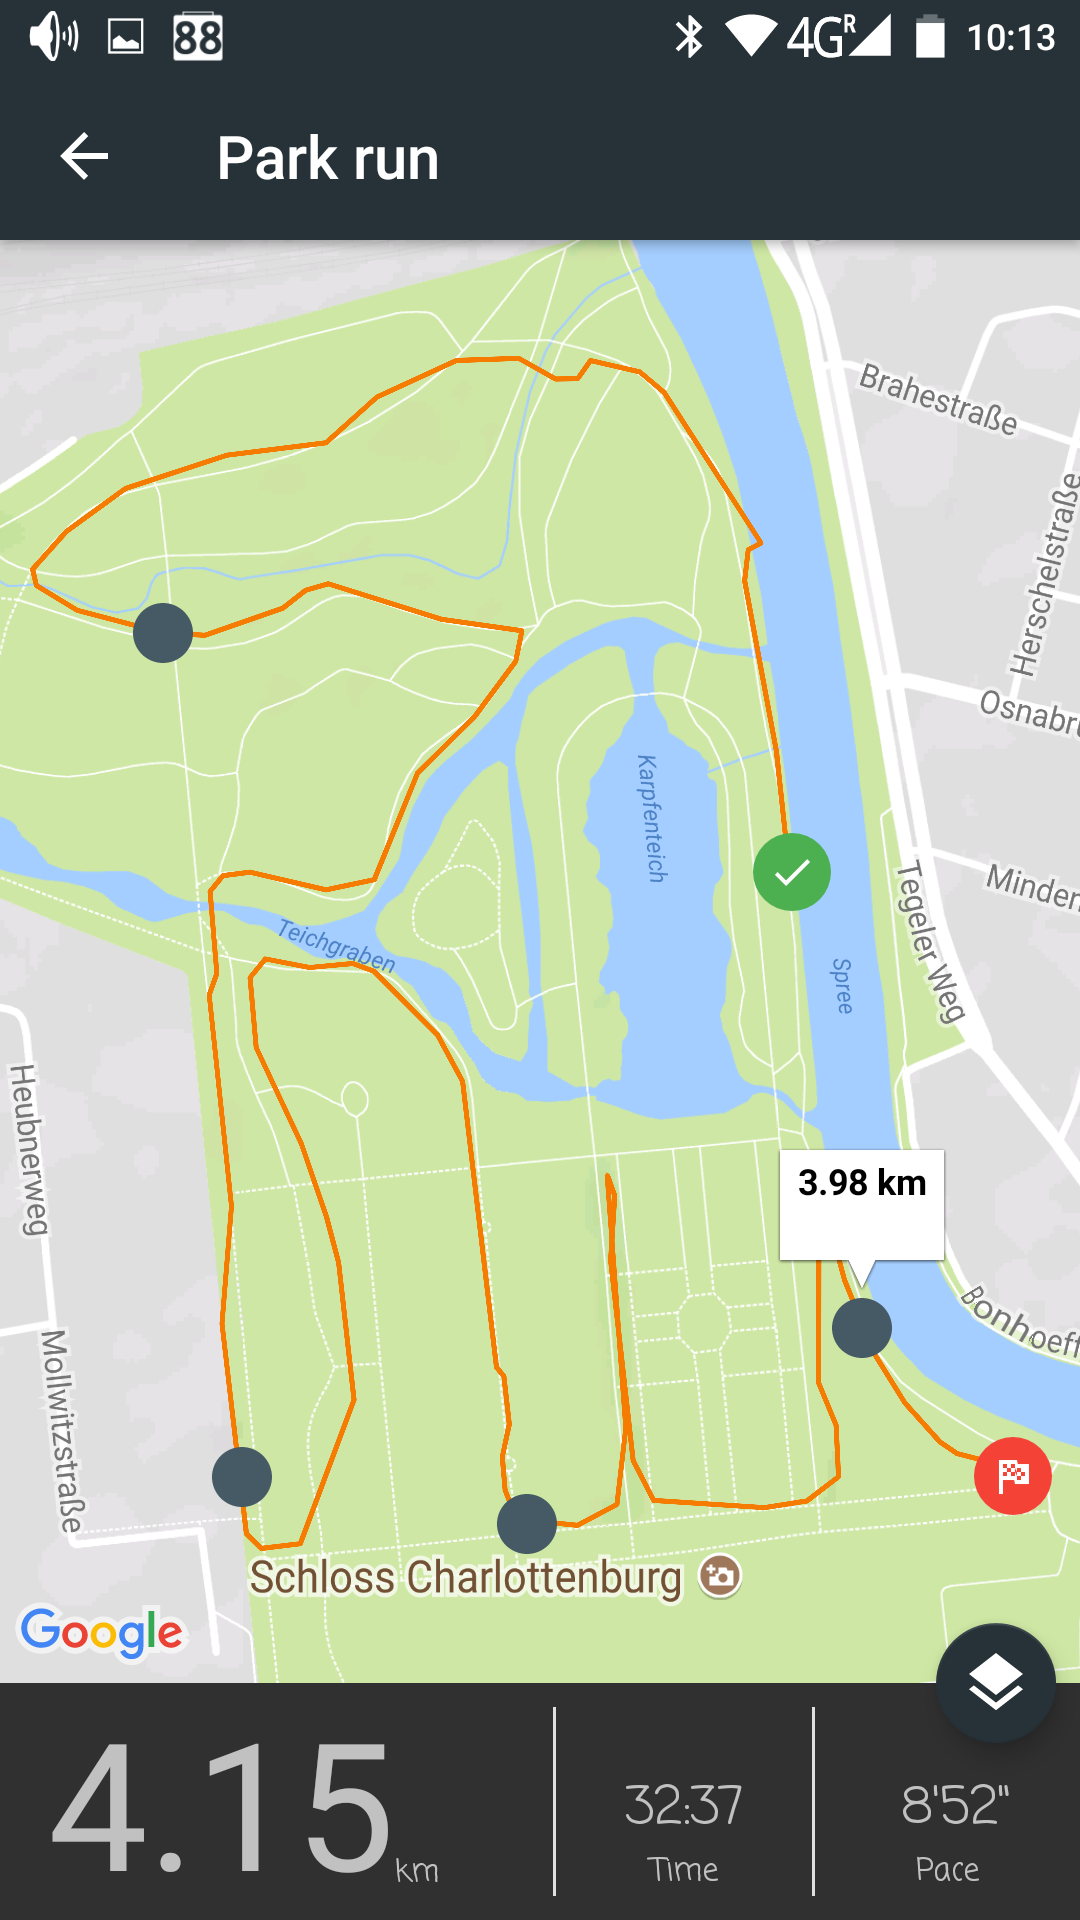 88
4G R
10:13
Park run
Brahestraße
Herschelstraße
Osnabrü
Karpfenteich
Minden
Tegeler Weg
Teichgraben
Spree
Heubnerweg
3.98 km
Bonhoeff
Mollwitzstraße
Schloss Charlottenburg
Google
4.15 km
32:37
8'52"
Time
Pace